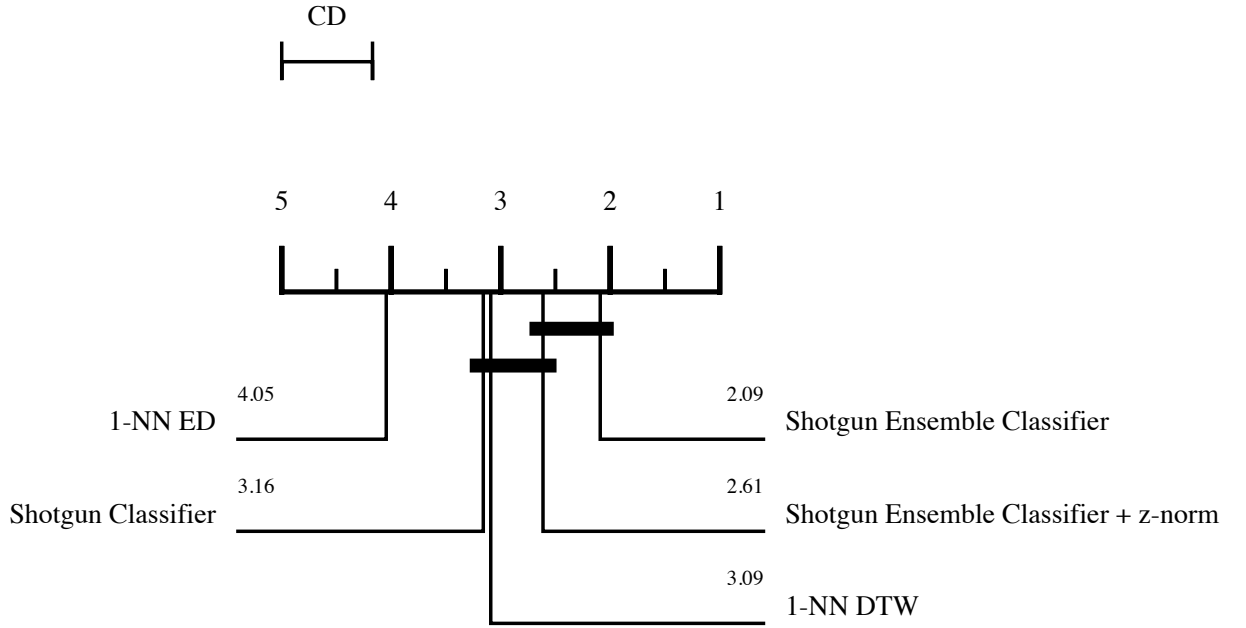 CD
5 4 3 2 1
4.05
1-NN ED
2.09
Shotgun Ensemble Classifier
3.16
Shotgun Classifier
2.61
Shotgun Ensemble Classifier + z-norm
3.09
1-NN DTW